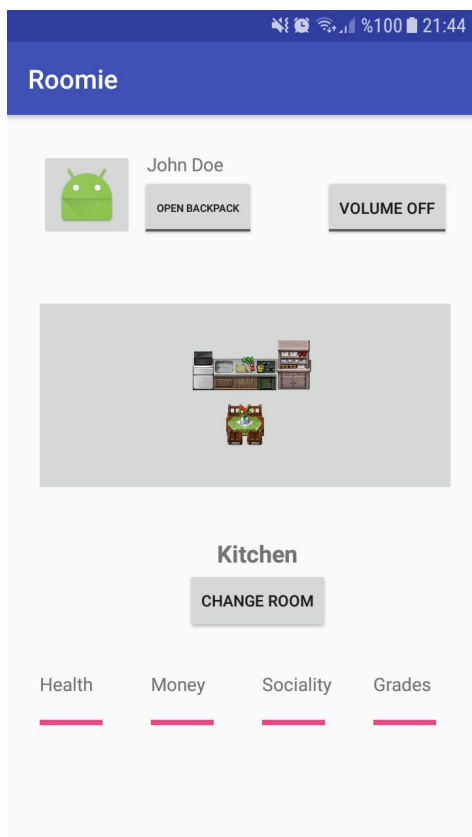 %100 21:44
Roomie
John Doe
OPEN BACKPACK
VOLUME OFF
Kitchen
CHANGE ROOM
Health Money Sociality Grades